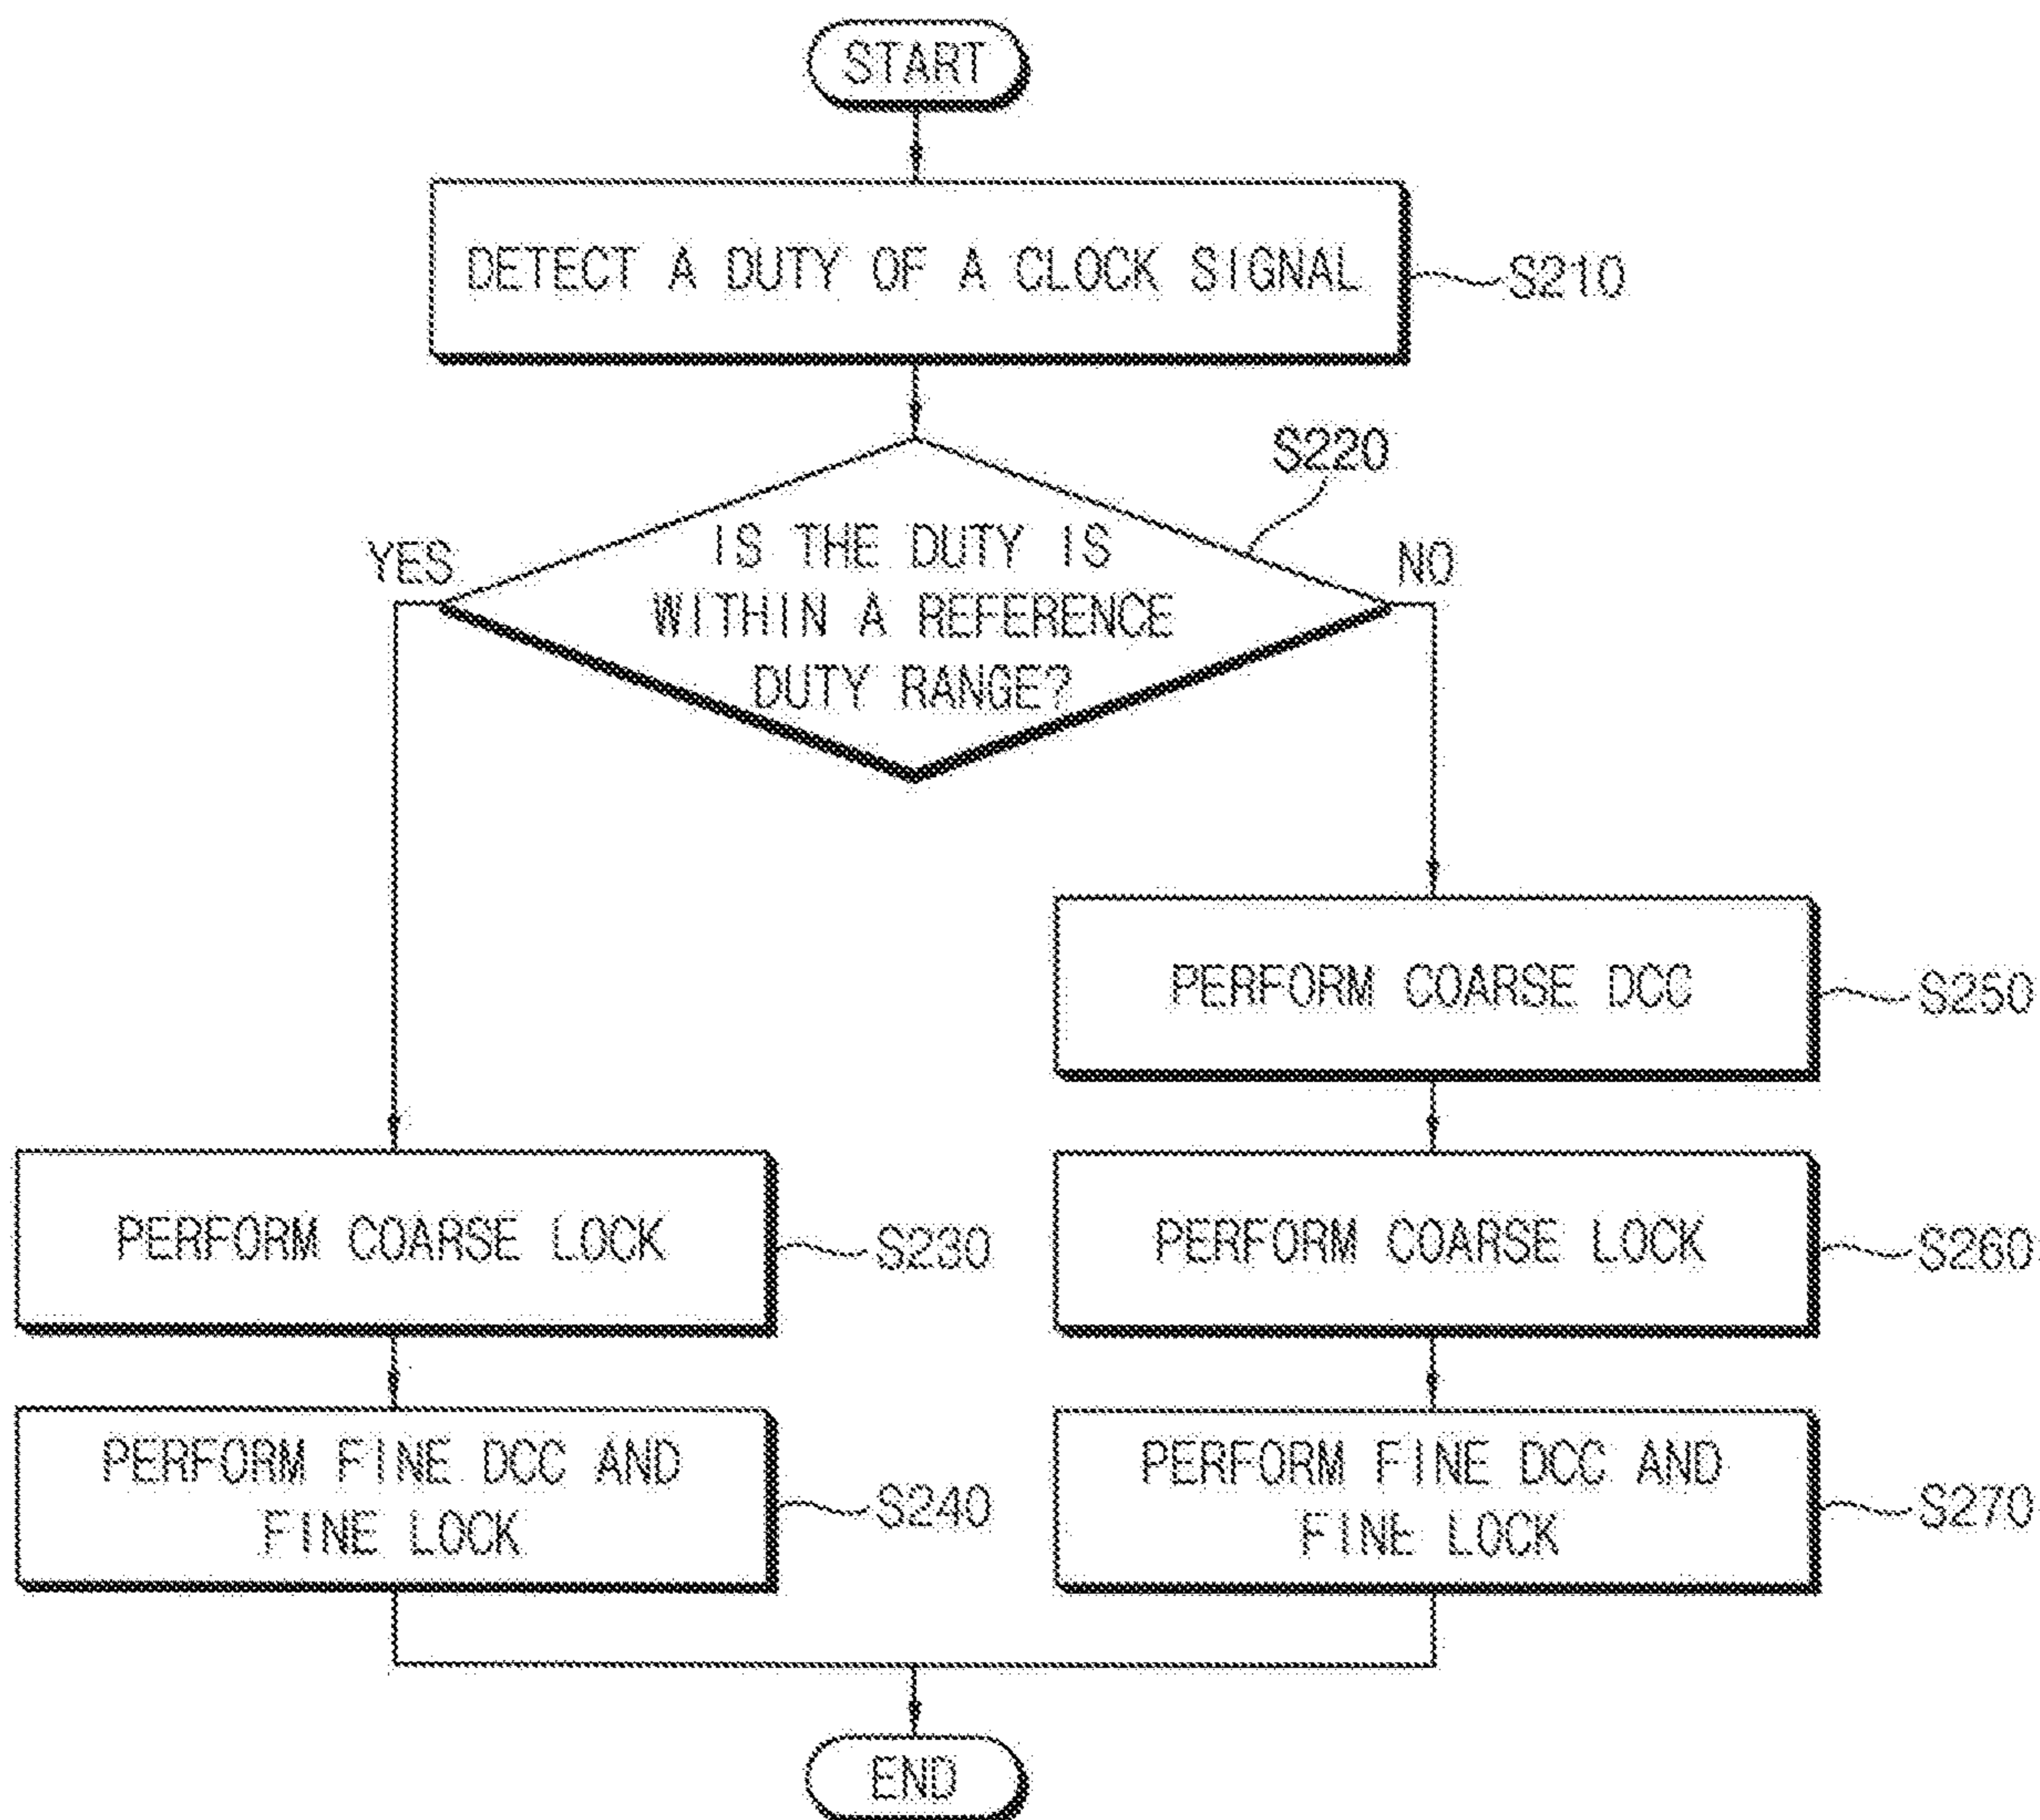 START
DETECT A DUTY OF A CLOCK SIGNAL
S210
S220
YES
IS THE DUTY IS
WITHIN A REFERENCE
DUTY RANGE?
NO
PERFORM COARSE DCC
S250
PERFORM COARSE LOCK
S230
PERFORM COARSE LOCK
S260
PERFORM FINE DCC AND
FINE LOCK
S240
PERFORM FINE DCC AND
FINE LOCK
S270
END